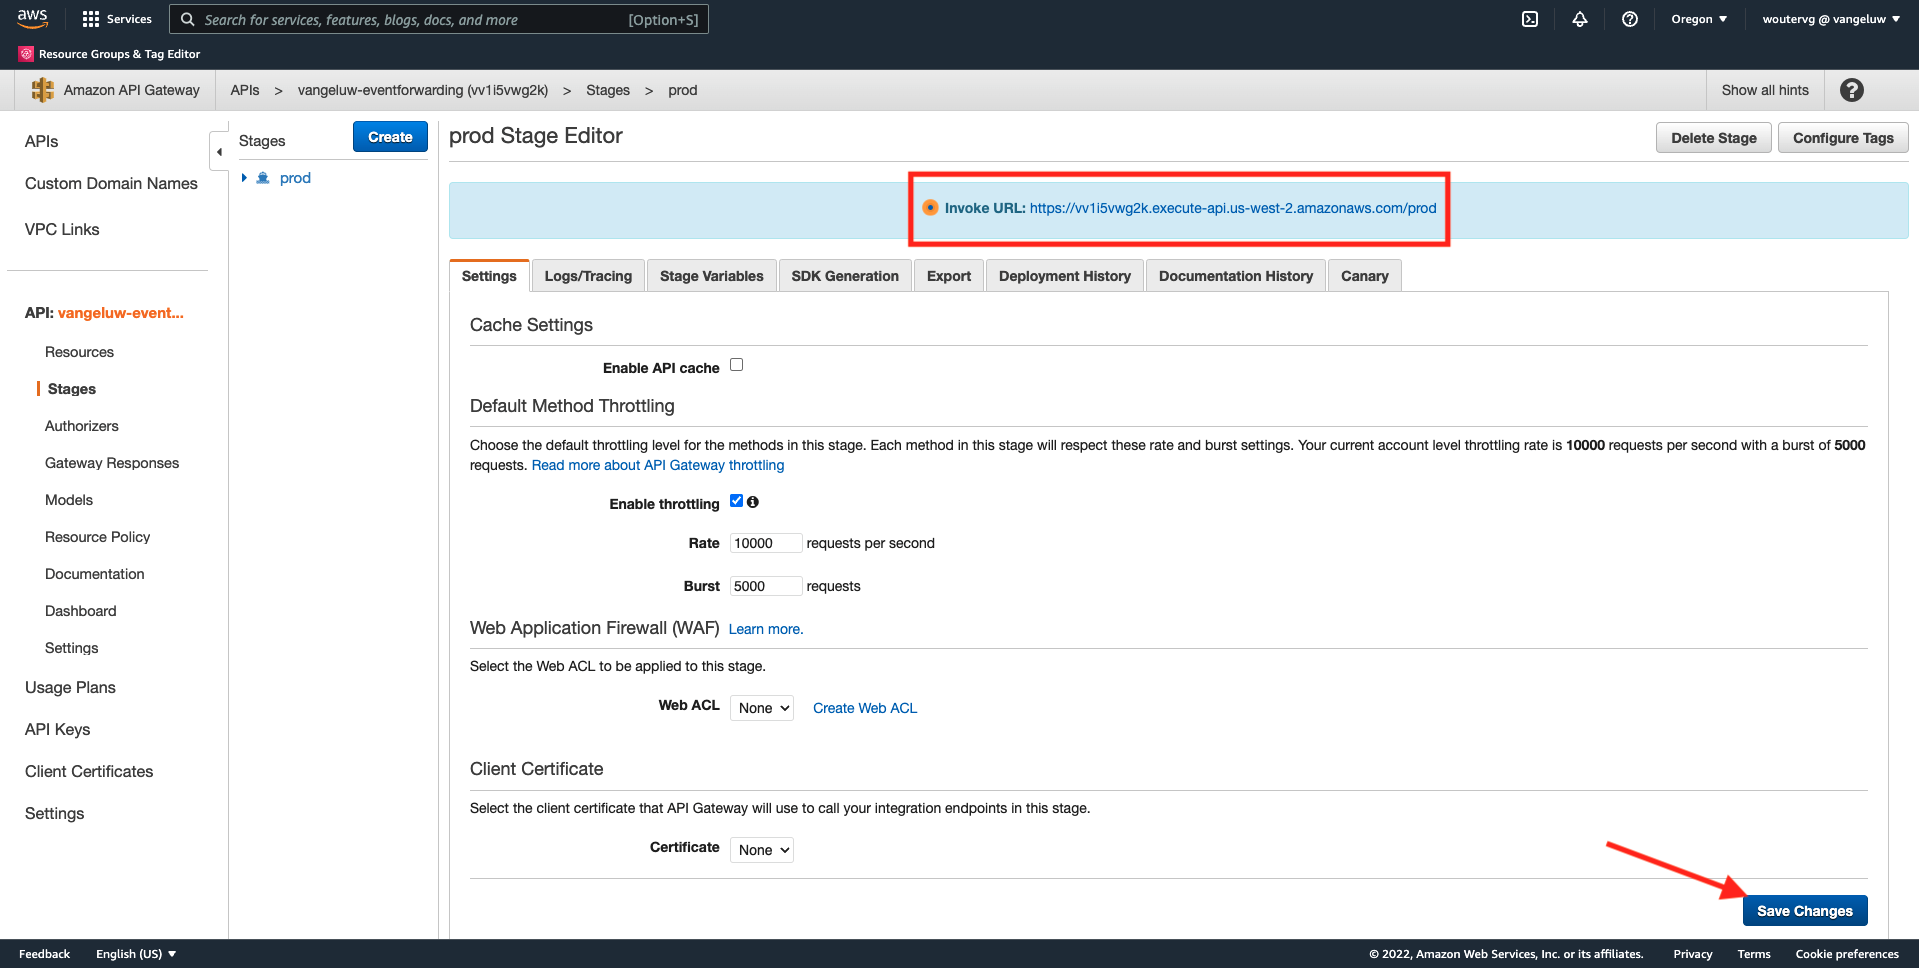 aws
Services
Search for services, features, blogs, docs, and more
[Option+S]
Oregon ▼
woutervg @ vangeluw ▼
Resource Groups & Tag Editor
Amazon API Gateway
APIs > vangeluw-eventforwarding (vv1i5vwg2k) > Stages > prod
Show all hints
APIs
Custom Domain Names
VPC Links
API: vangeluw-event...
Resources
Stages
Authorizers
Gateway Responses
Models
Resource Policy
Documentation
Dashboard
Settings
Usage Plans
API Keys
Client Certificates
Settings
Stages
Create
prod
prod Stage Editor
Delete Stage
Configure Tags
Invoke URL: https://vv1i5vwg2k.execute-api.us-west-2.amazonaws.com/prod
Settings
Logs/Tracing
Stage Variables
SDK Generation
Export
Deployment History
Documentation History
Canary
Cache Settings
Enable API cache
Default Method Throttling
Choose the default throttling level for the methods in this stage. Each method in this stage will respect these rate and burst settings. Your current account level throttling rate is 10000 requests per second with a burst of 5000
requests. Read more about API Gateway throttling
Enable throttling
Rate 10000 requests per second
Burst 5000 requests
Web Application Firewall (WAF) Learn more.
Select the Web ACL to be applied to this stage.
Web ACL None Create Web ACL
Client Certificate
Select the client certificate that API Gateway will use to call your integration endpoints in this stage.
Certificate None
Save Changes
Feedback
English (US) ▼
© 2022, Amazon Web Services, Inc. or its affiliates.
Privacy
Terms
Cookie preferences